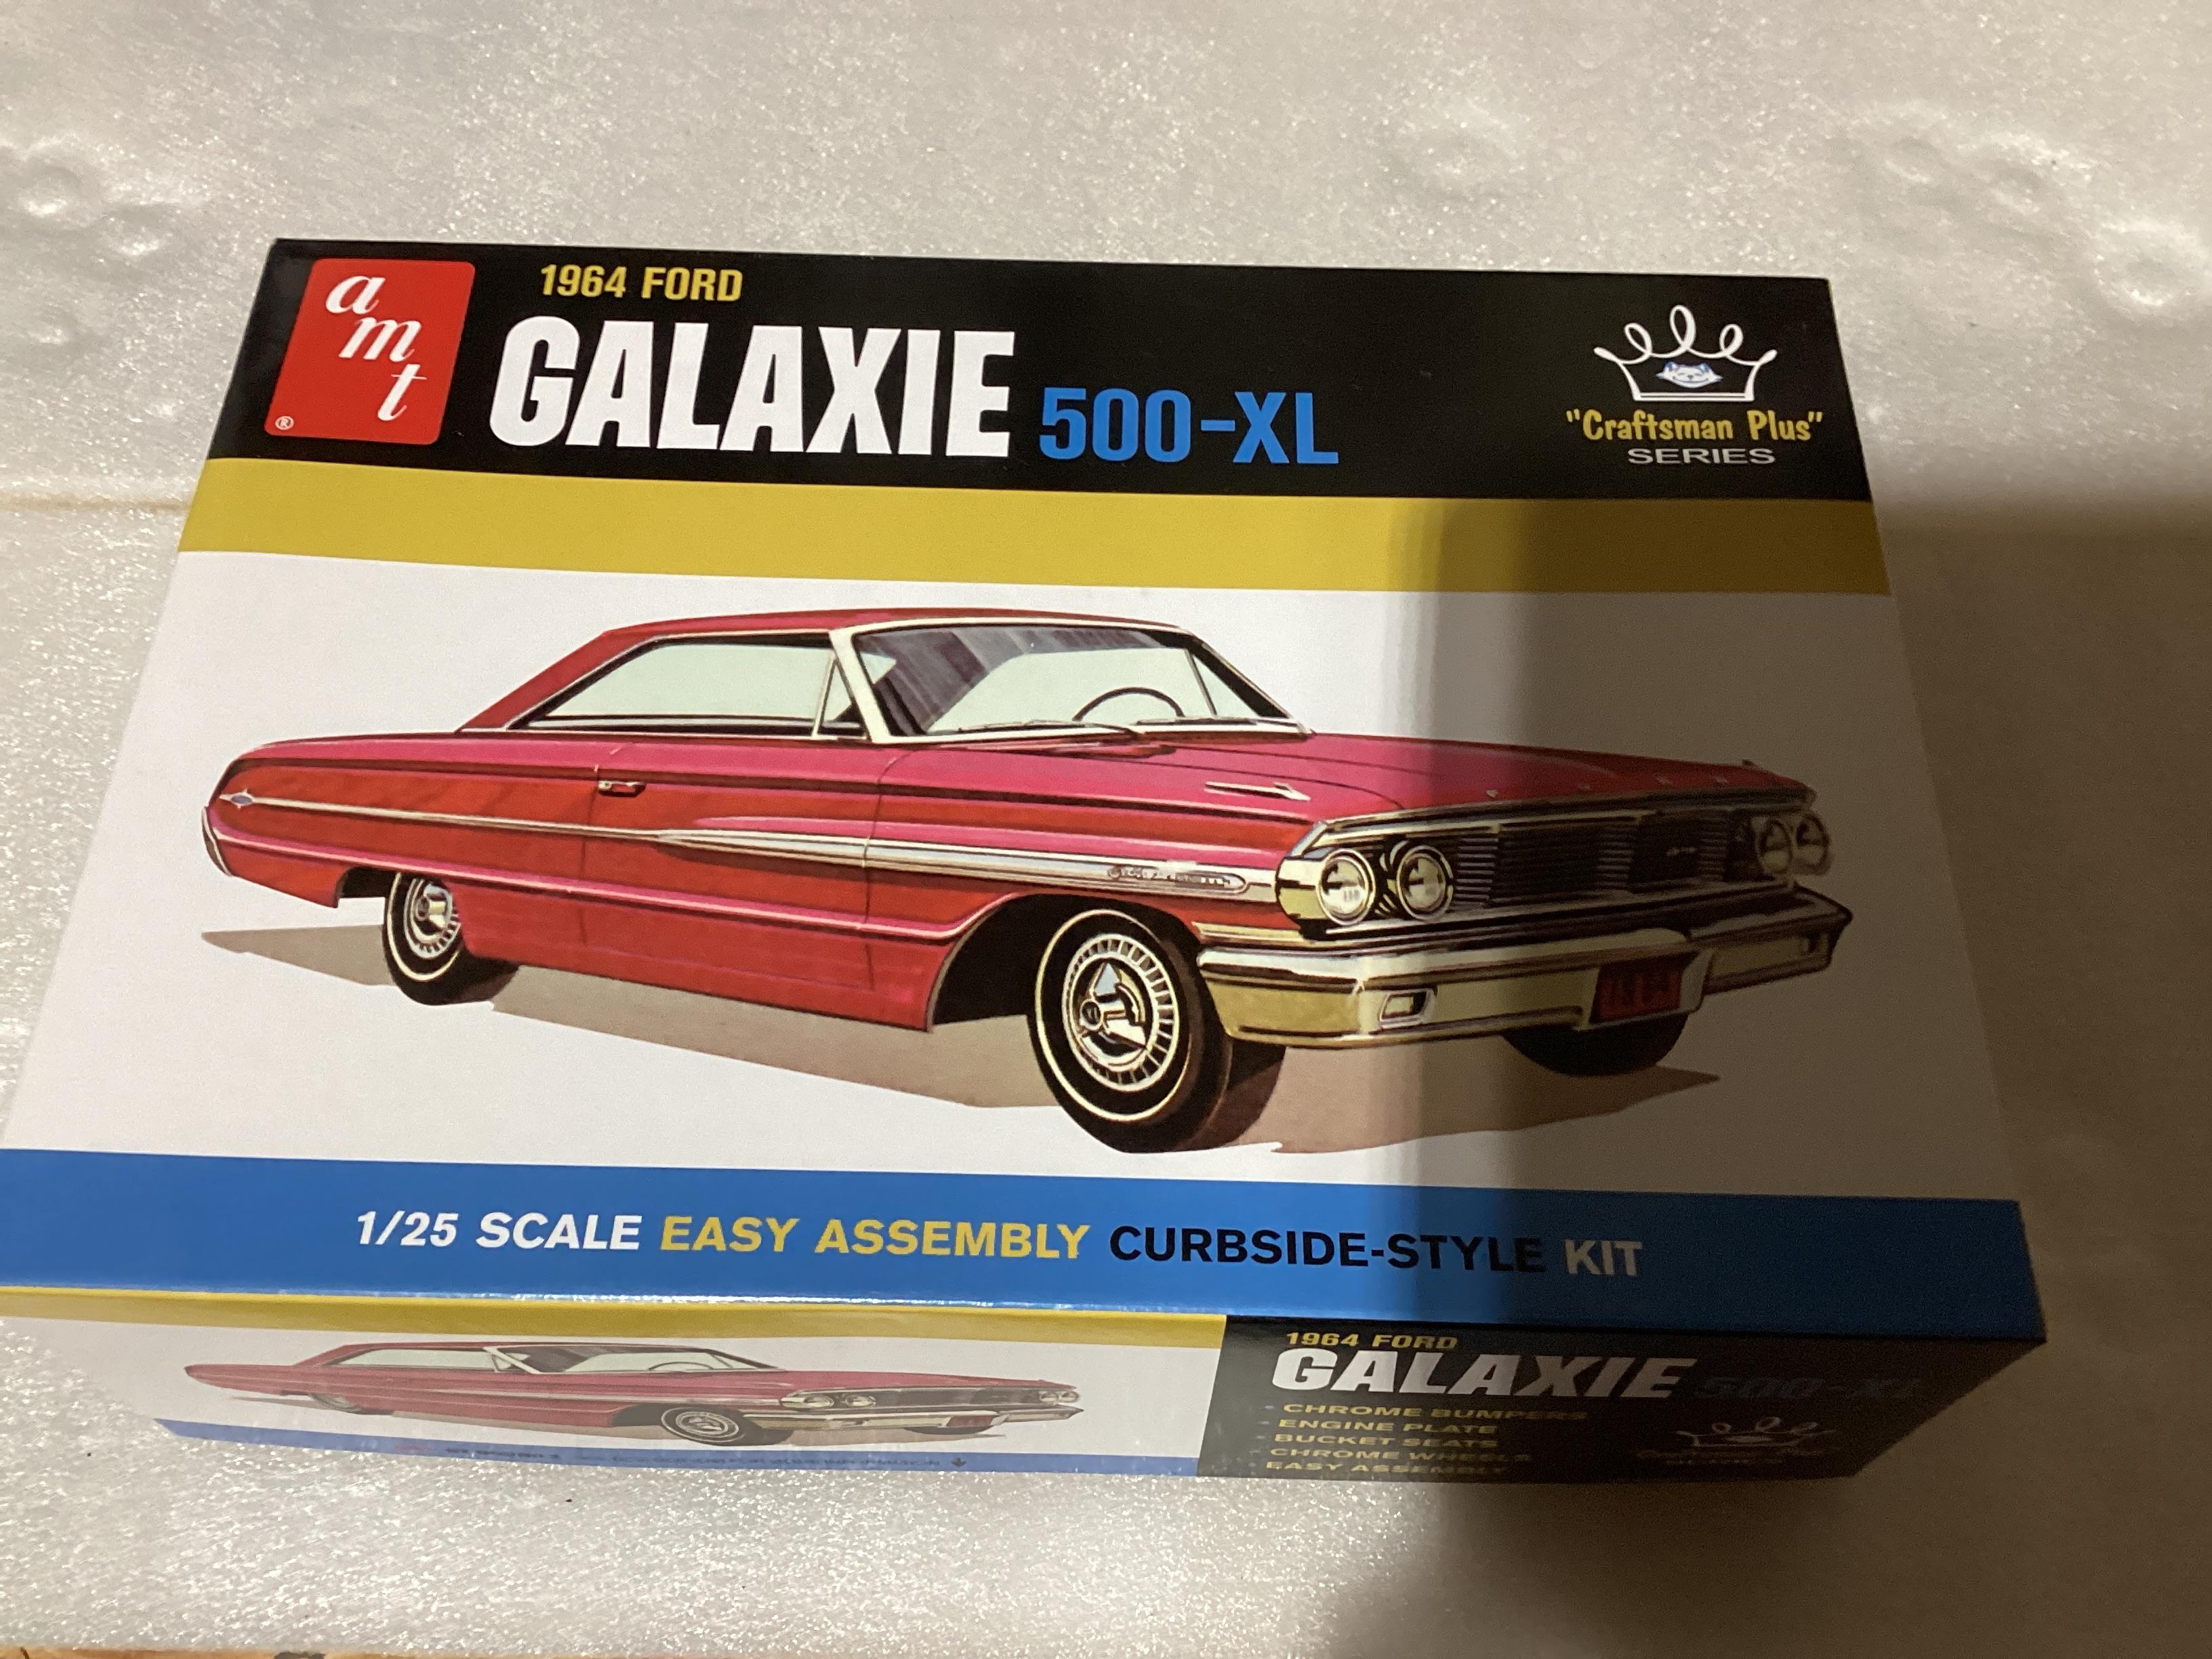 amt
®
1964 FORD
GALAXIE 500-XL
"Craftsman Plus"
SERIES
FORD
1/25 SCALE EASY ASSEMBLY CURBSIDE-STYLE KIT
1964 FORD
GALAXIE 500-XL
CHROME BUMPERS
ENGINE PLATE
BUCKET SEATS
CHROME WHEELS
EASY ASSEMBLY